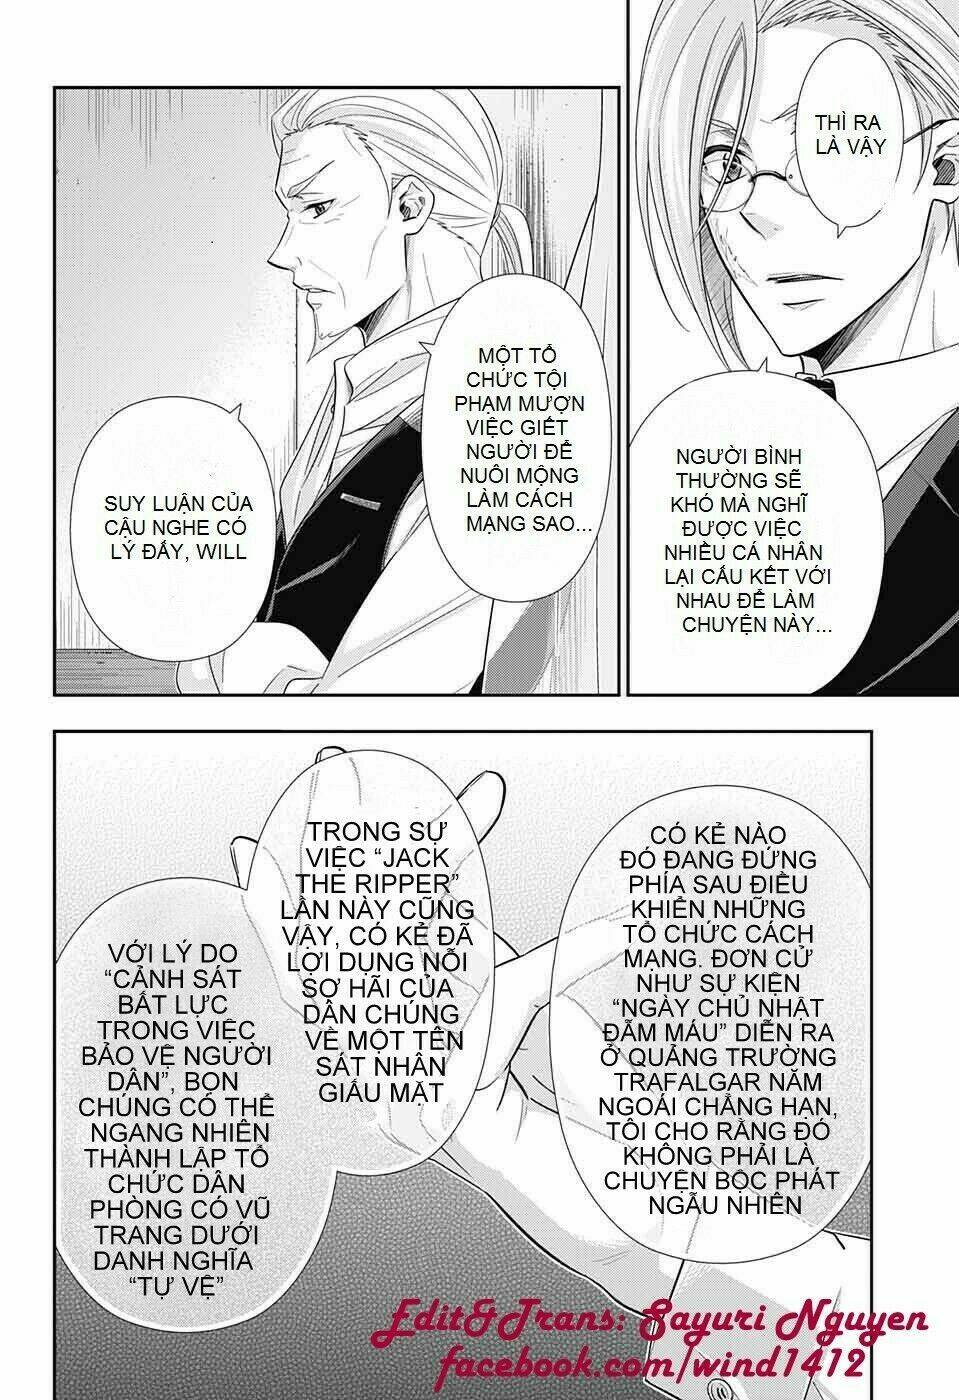 THÌ RA
LÀ VẬY
NGƯỜI BÌNH
THƯỜNG SẼ
KHÓ MÀ NGHĨ
ĐƯỢC VIỆC
NHIỀU CÁ NHÂN
LẠI CẤU KẾT VỚI
NHAU ĐỂ LÀM
CHUYỆN NÀY...
MỘT TỔ
CHỨC TỘI
PHẠM MƯỢN
VIỆC GIẾT
NGƯỜI ĐỂ
NUÔI MỘNG
LÀM CÁCH
MẠNG SAO...
SUY LUẬN CỦA
CẬU NGHE CÓ
LÝ ĐẤY, WILL
CÓ KẺ NÀO
ĐÓ ĐANG ĐỨNG
PHÍA SAU ĐIỀU
KHIỂN NHỮNG
TỔ CHỨC CÁCH
MẠNG. ĐƠN CỬ
NHƯ SỰ KIỆN
“NGÀY CHỦ NHẬT
ĐẪM MÁU” DIỄN RA
Ở QUẢNG TRƯỜNG
TRAFALGAR NĂM
NGOÁI CHẲNG HẠN,
TÔI CHO RẰNG ĐÓ
KHÔNG PHẢI LÀ
CHUYỆN BỘC PHÁT
NGẪU NHIÊN
TRONG SỰ
VIỆC “JACK
THE RIPPER”
LẦN NÀY CŨNG
VẬY, CÓ KẺ ĐÃ
LỢI DỤNG NỖI
SỢ HÃI CỦA
DÂN CHÚNG
VỀ MỘT TÊN
SÁT NHÂN
GIẤU MẶT
VỚI LÝ DO
“CẢNH SÁT
BẤT LỰC
TRONG VIỆC
BẢO VỆ NGƯỜI
DÂN”, BỌN
CHÚNG CÓ THỂ
NGANG NHIÊN
THÀNH LẬP TỔ
CHỨC DÂN
PHÒNG CÓ VŨ
TRANG DƯỚI
DANH NGHĨA
“TỰ VỆ”
Edit&Trans: Sayuri Nguyen
facebook.com/wind1412